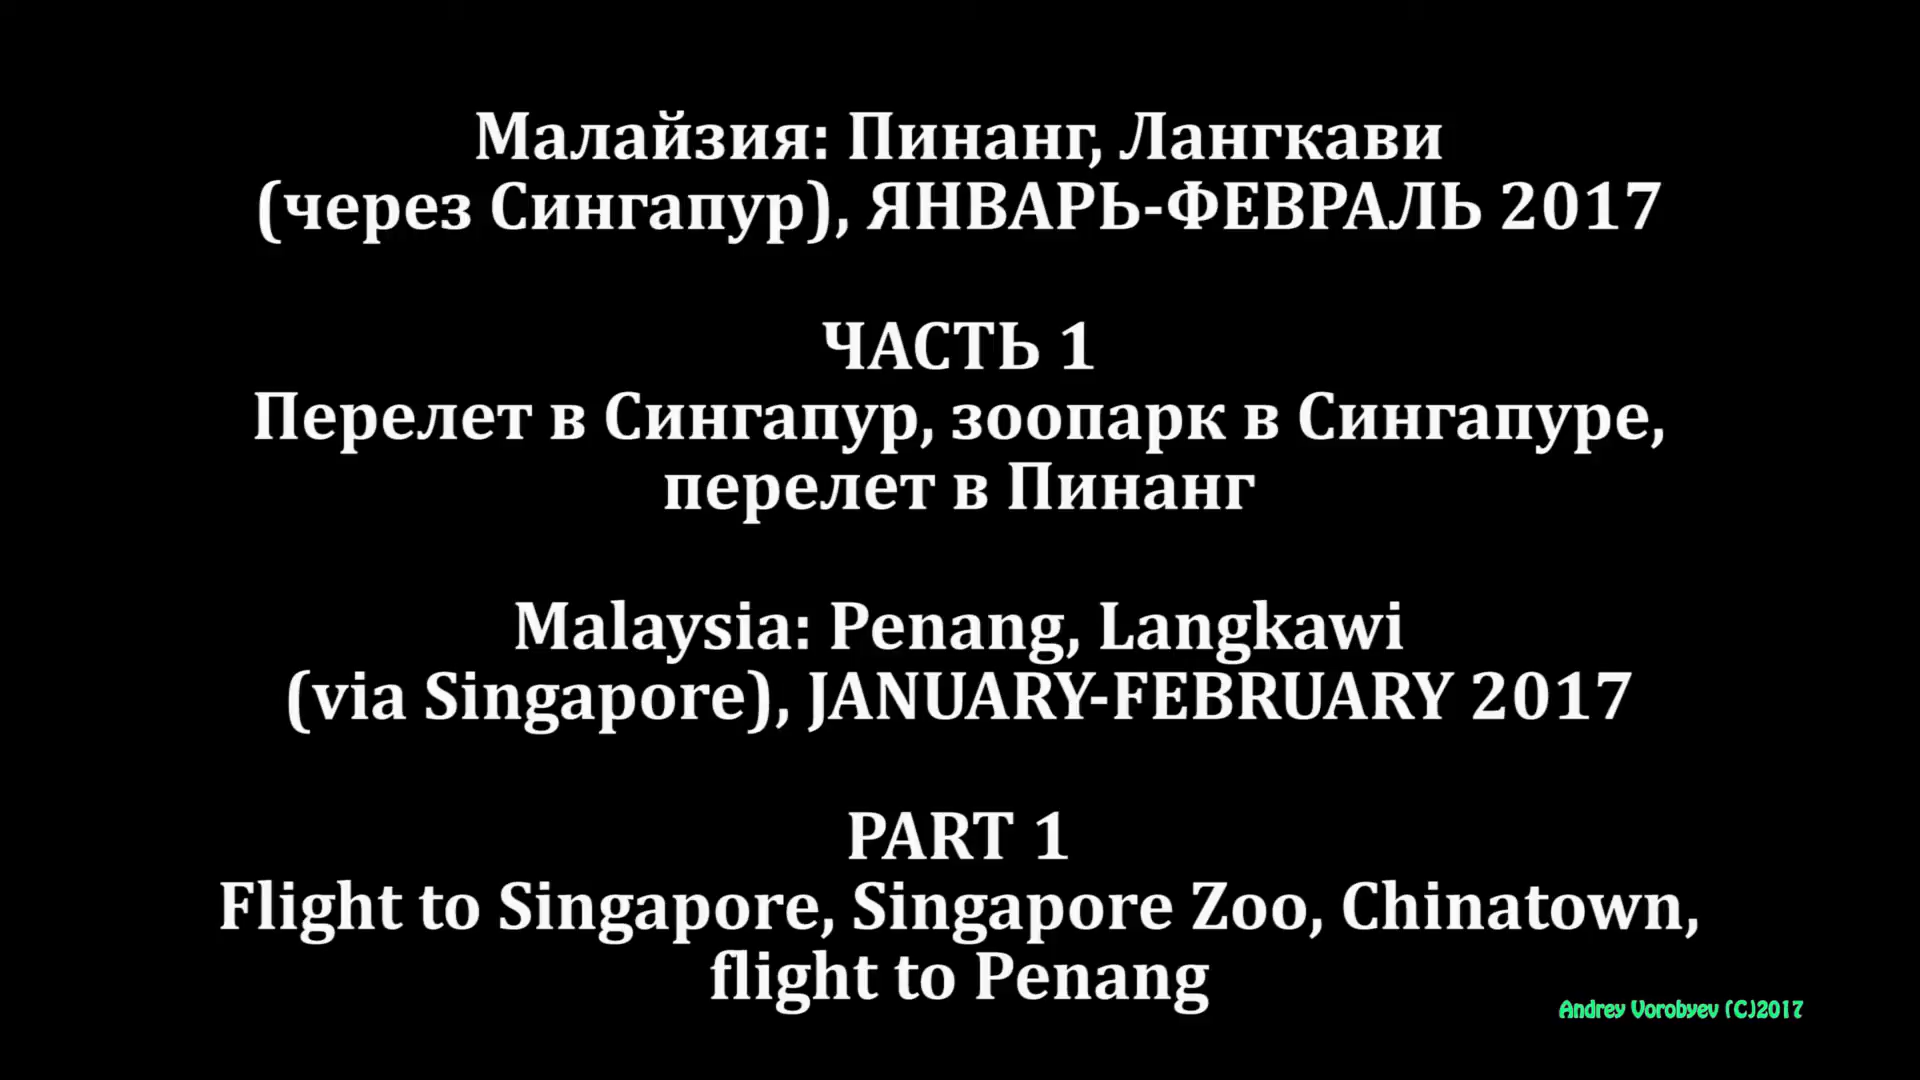 Малайзия: Пинанг, Лангкави
(через Сингапур), ЯНВАРЬ-ФЕВРАЛЬ 2017
ЧАСТЬ 1
Перелет в Сингапур, зоопарк в Сингапуре,
перелет в Пинанг
Malaysia: Penang, Langkawi
(via Singapore), JANUARY-FEBRUARY 2017
PART 1
Flight to Singapore, Singapore Zoo, Chinatown,
flight to Penang
Andrey Vorobyev (C)2017